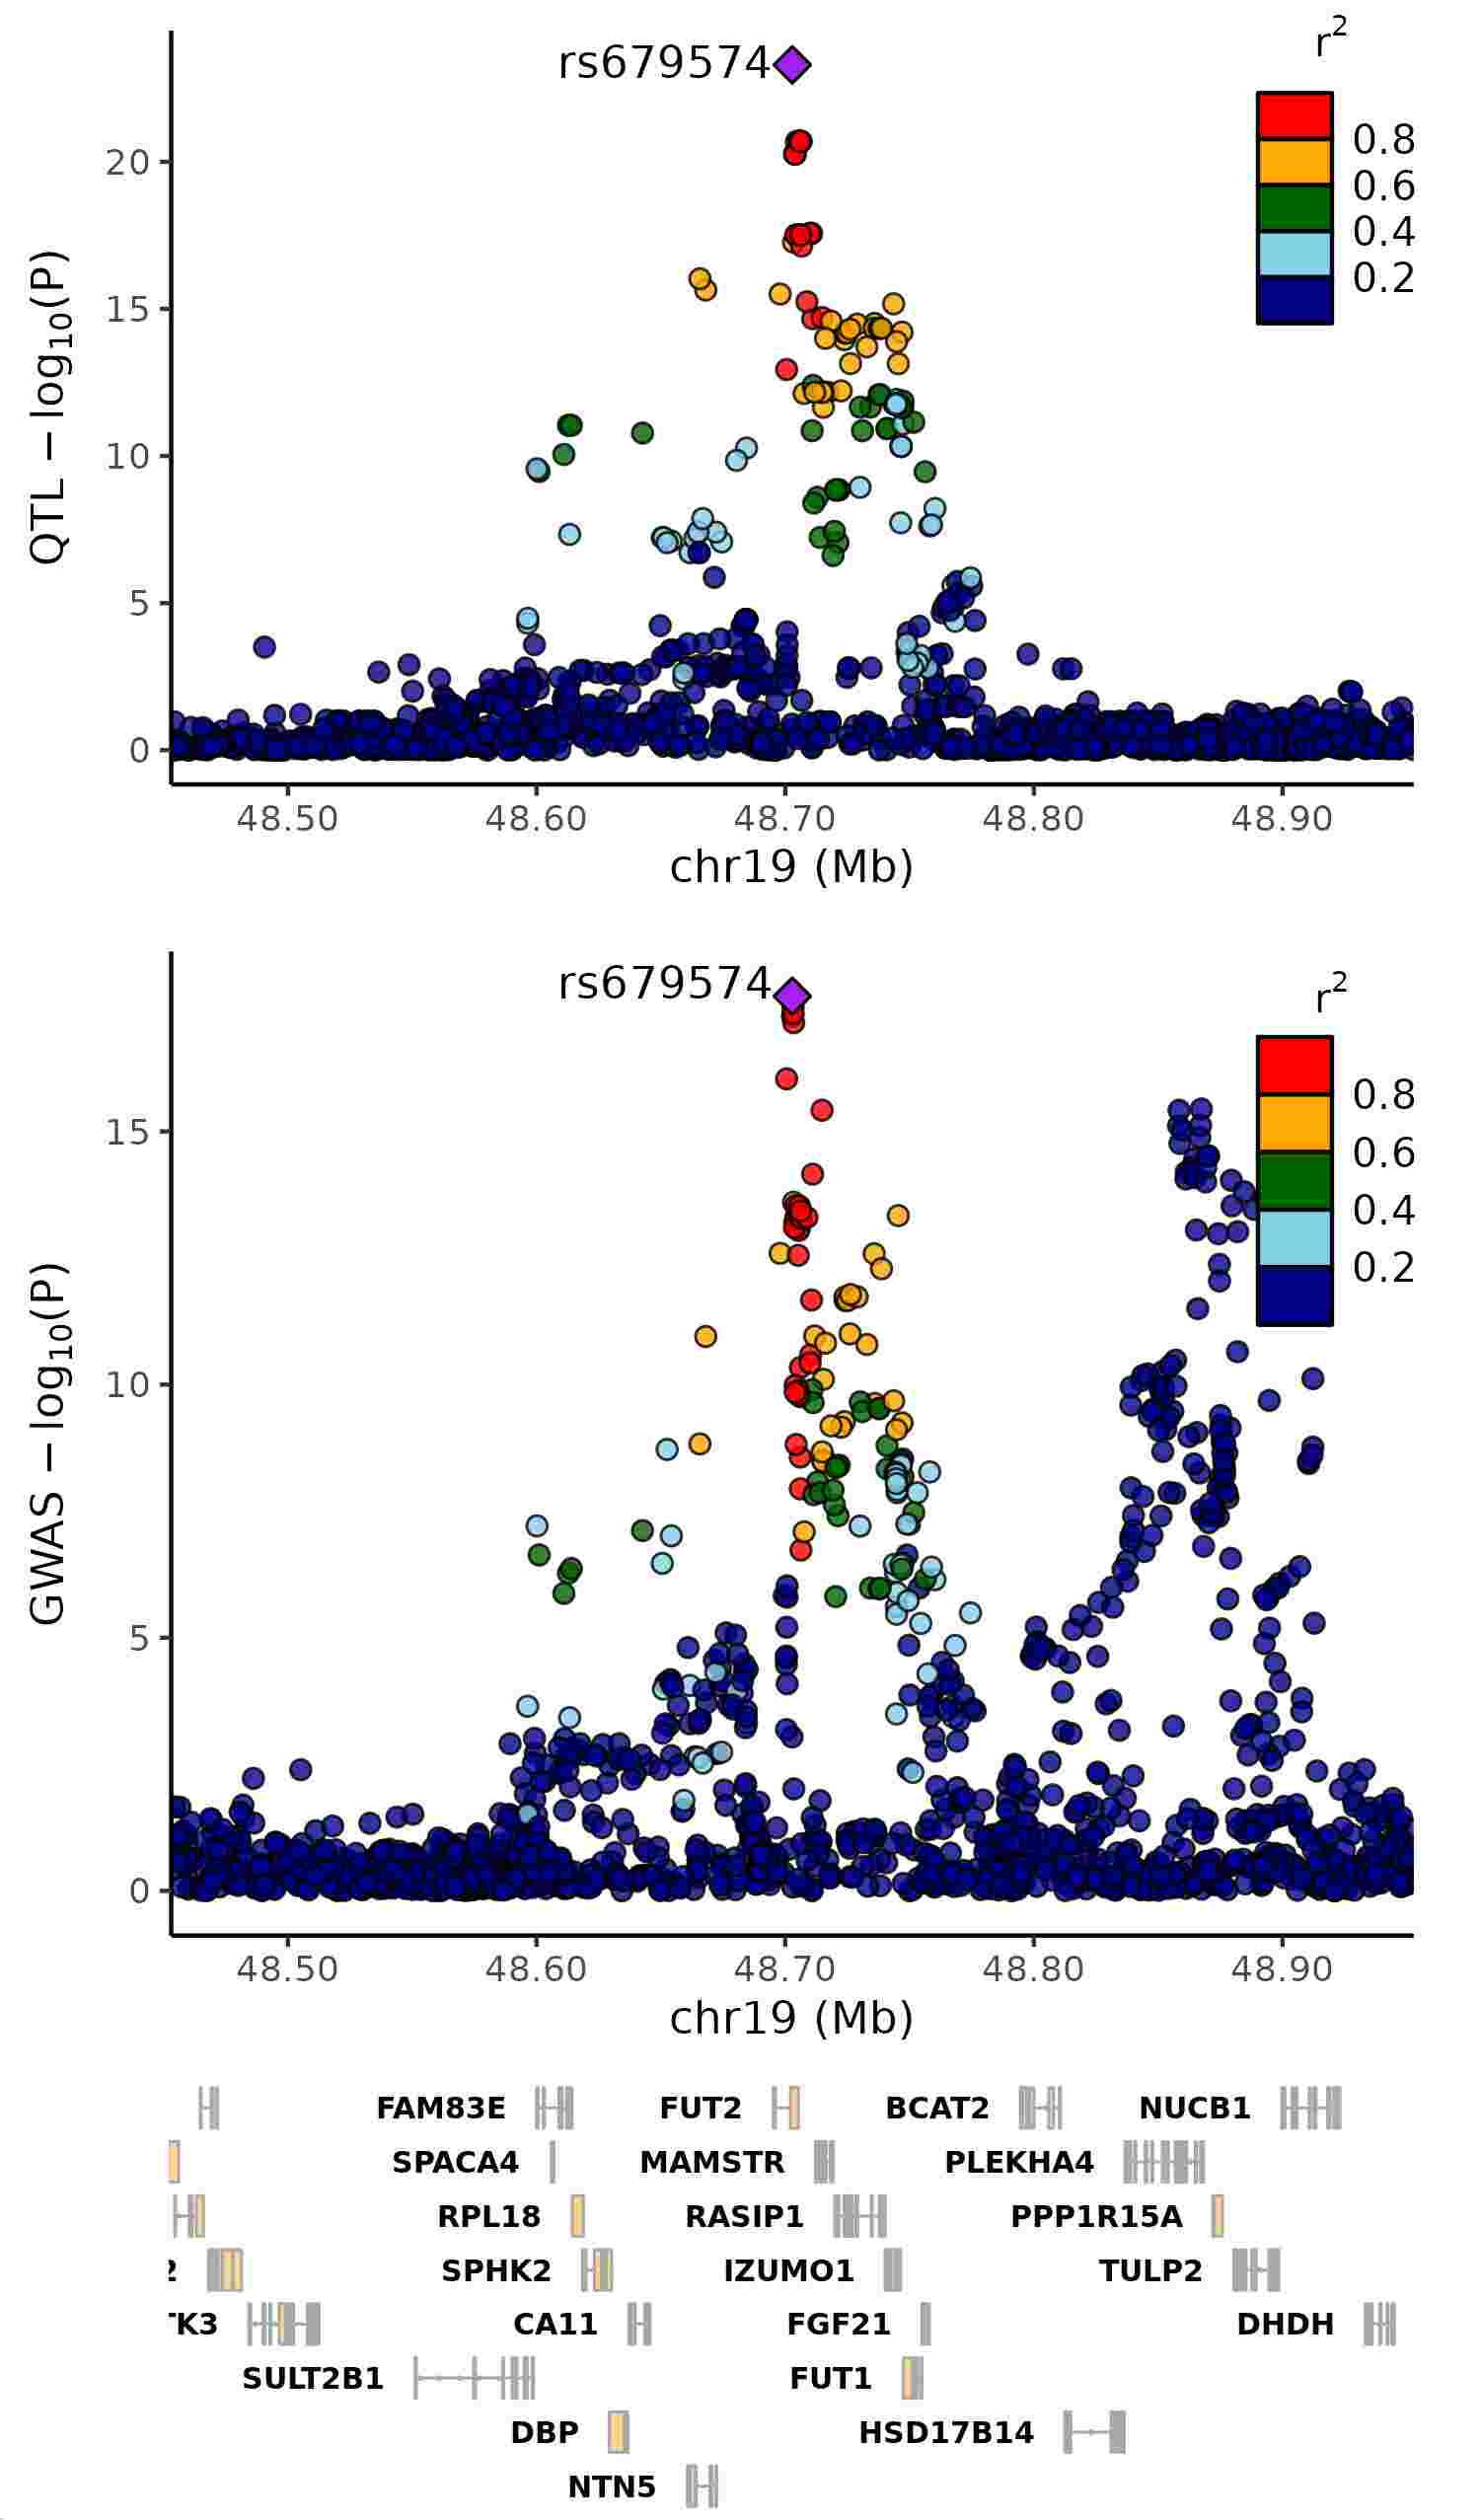 rs679574
r2
0.8
0.6
0.4
0.2
20
15
10
5
0
QTL −log10(P)
48.50 48.60 48.70 48.80 48.90
chr19 (Mb)
rs679574
r2
0.8
0.6
0.4
0.2
15
10
5
0
GWAS −log10(P)
48.50 48.60 48.70 48.80 48.90
chr19 (Mb)
FAM83E FUT2 BCAT2 NUCB1
SPACA4 MAMSTR PLEKHA4
RPL18 RASIP1 PPP1R15A
2 SPHK2 IZUMO1 TULP2
TK3 CA11 FGF21 DHDH
SULT2B1 FUT1
DBP HSD17B14
NTN5